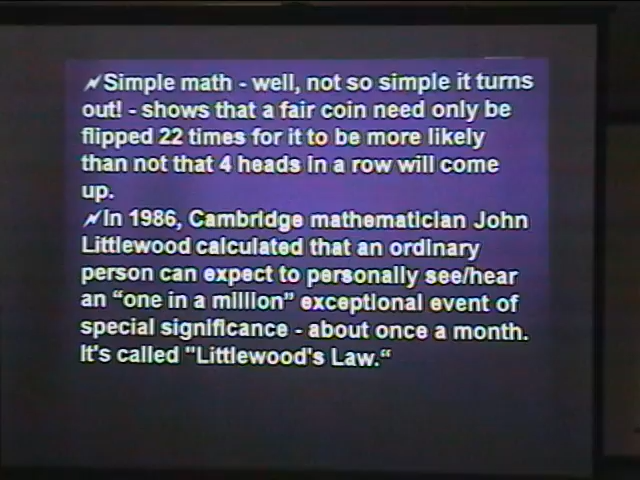 Simple math - well, not so simple it turns
out! - shows that a fair coin need only be
flipped 22 times for it to be more likely
than not that 4 heads in a row will come
up.
In 1986, Cambridge mathematician John
Littlewood calculated that an ordinary
person can expect to personally see/hear
an “one in a million” exceptional event of
special significance - about once a month.
It's called "Littlewood's Law.“